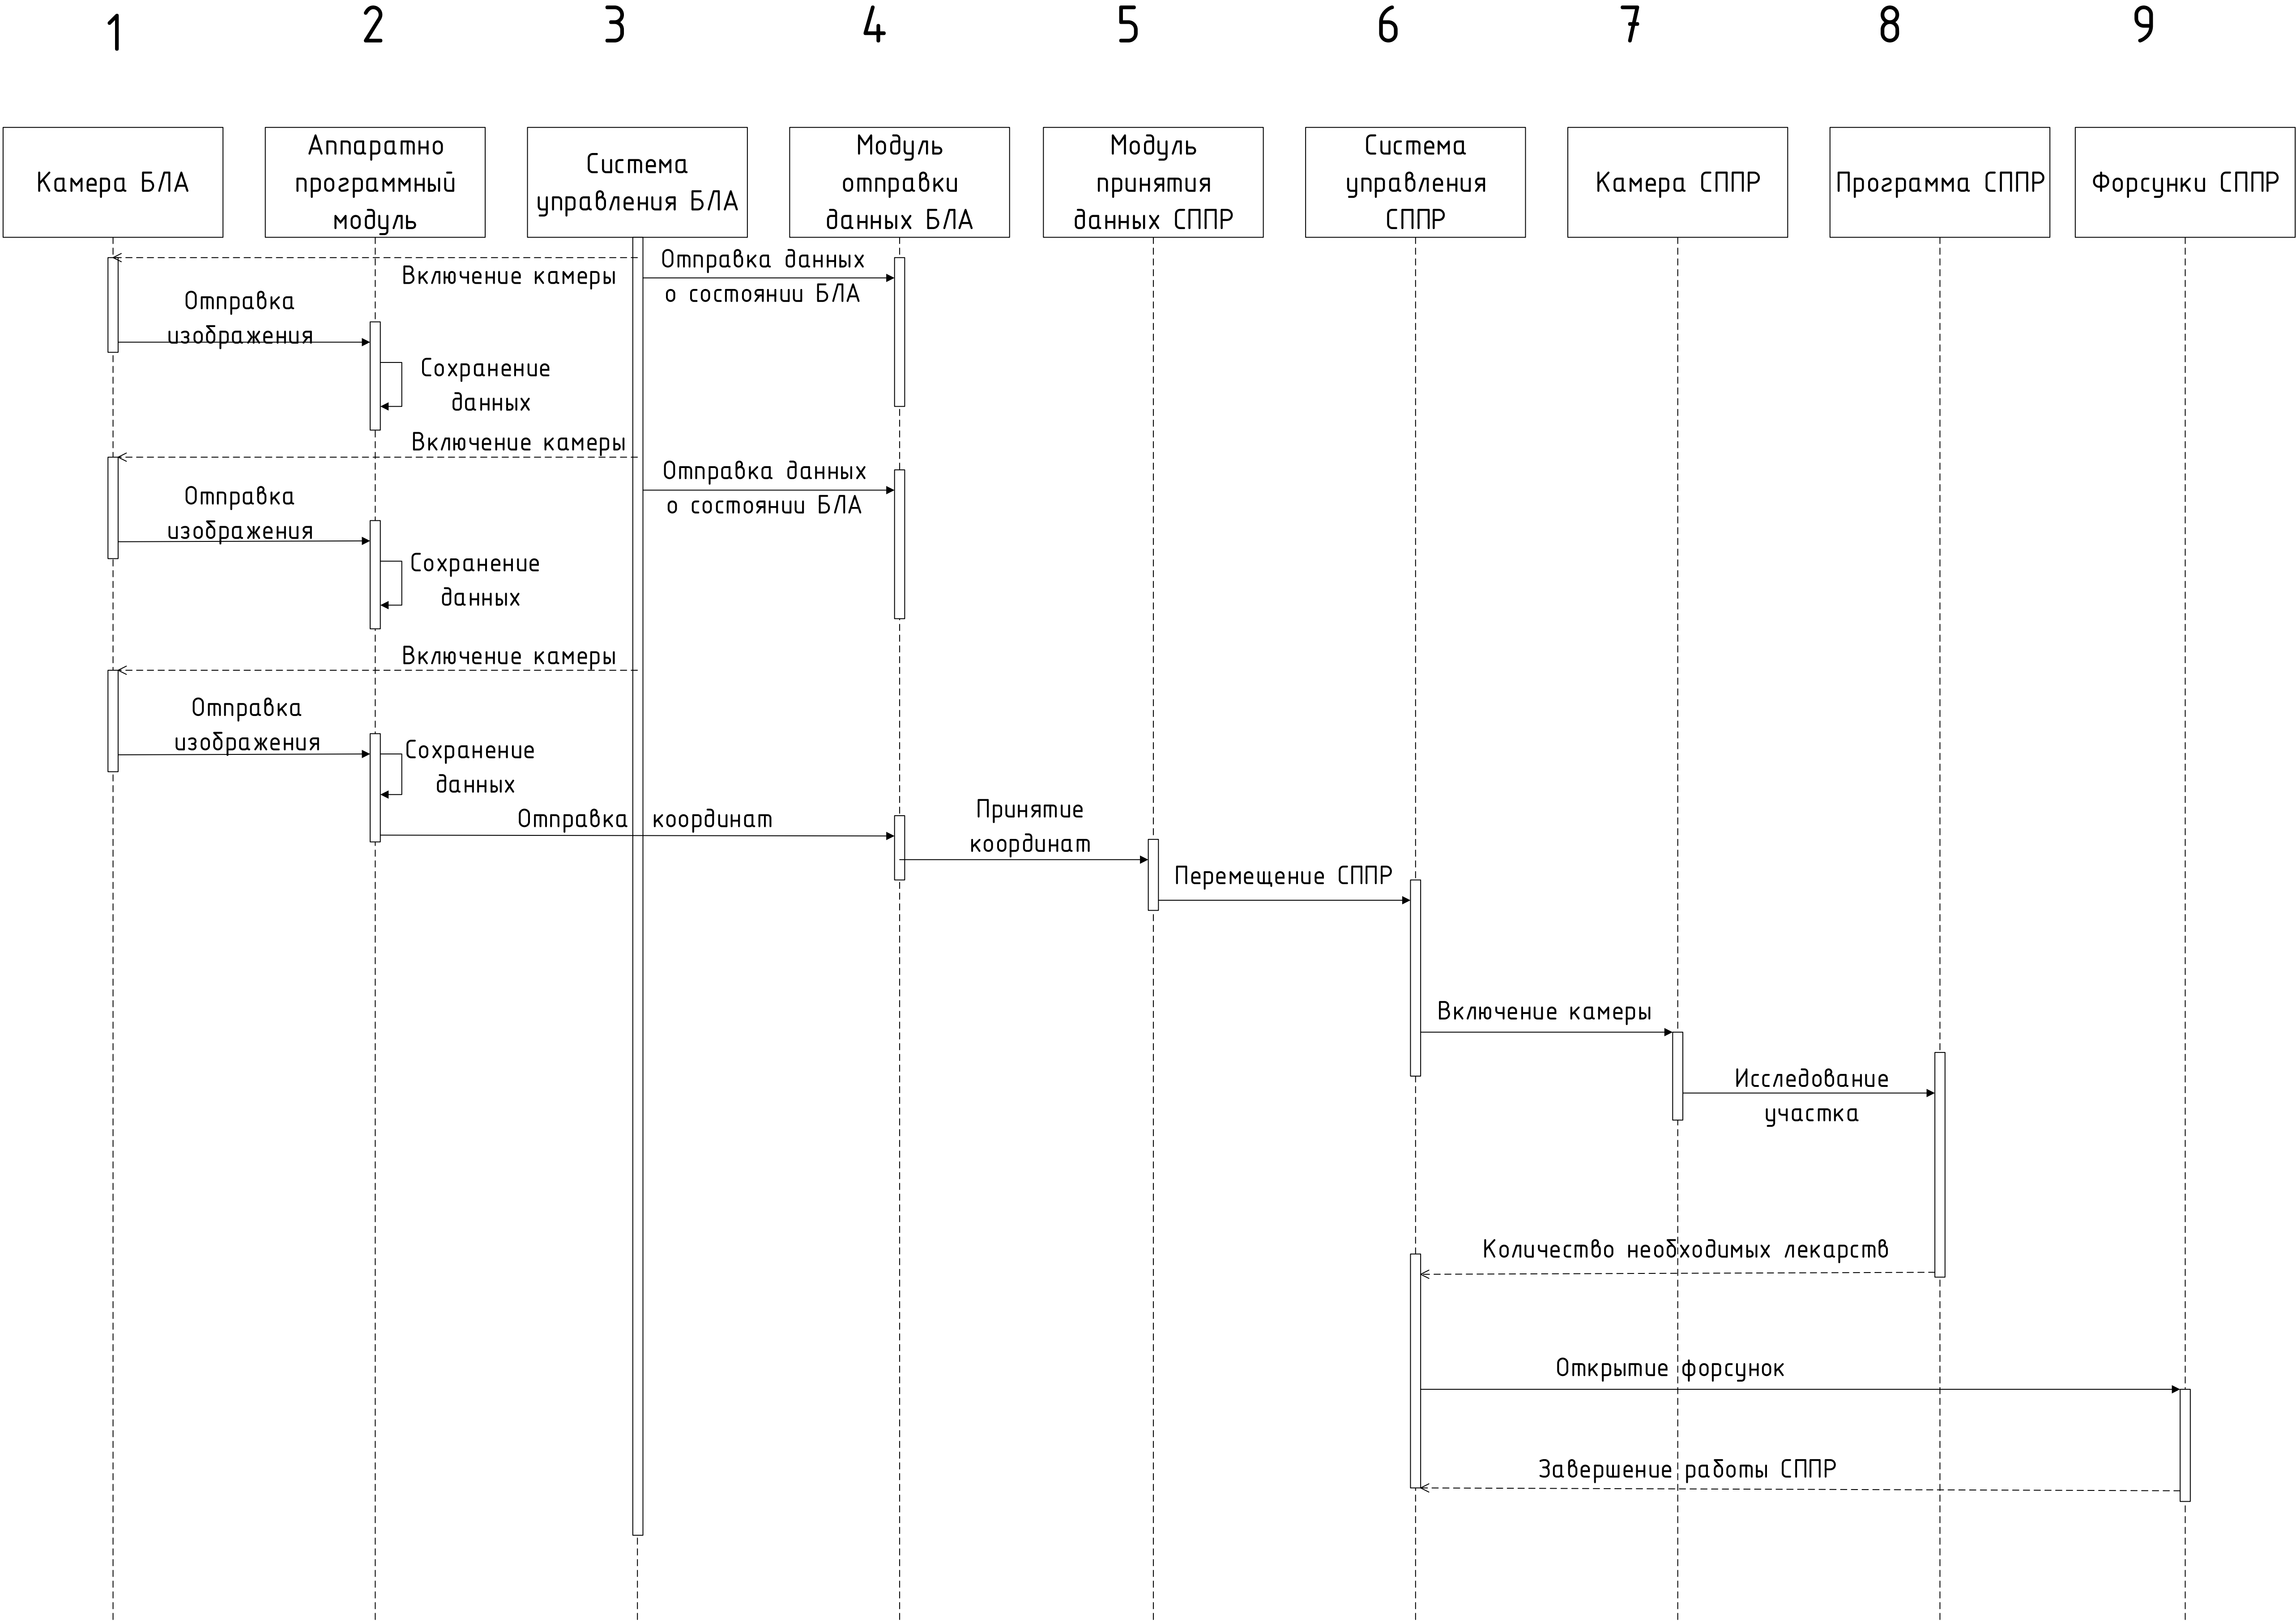 1 2 3 4 5 6 7 8 9
Камера БЛА
Аппаратно
программный
модуль
Система
управления БЛА
Модуль
отправки
данных БЛА
Модуль
принятия
данных СППР
Система
управления
СППР
Камера СППР
Программа СППР
Форсунки СППР
Включение камеры
Отправка данных
о состоянии БЛА
Отправка
изображения
Сохранение
данных
Включение камеры
Отправка данных
о состоянии БЛА
Отправка
изображения
Сохранение
данных
Включение камеры
Отправка
изображения
Сохранение
данных
Отправка координат
Принятие
координат
Перемещение СППР
Включение камеры
Исследование
участка
Количество необходимых лекарств
Открытие форсунок
Завершение работы СППР